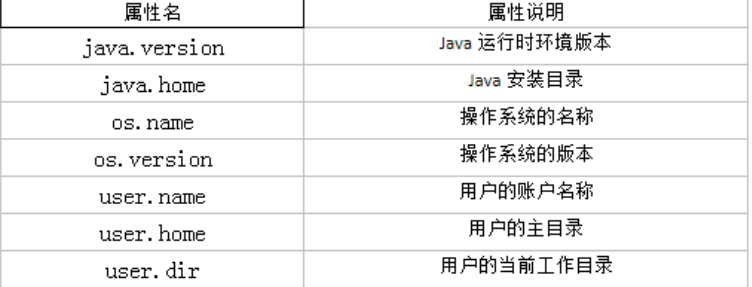 属性名 属性说明
java.version Java 运行时环境版本
java.home Java 安装目录
os.name 操作系统的名称
os.version 操作系统的版本
user.name 用户的账户名称
user.home 用户的主目录
user.dir 用户的当前工作目录